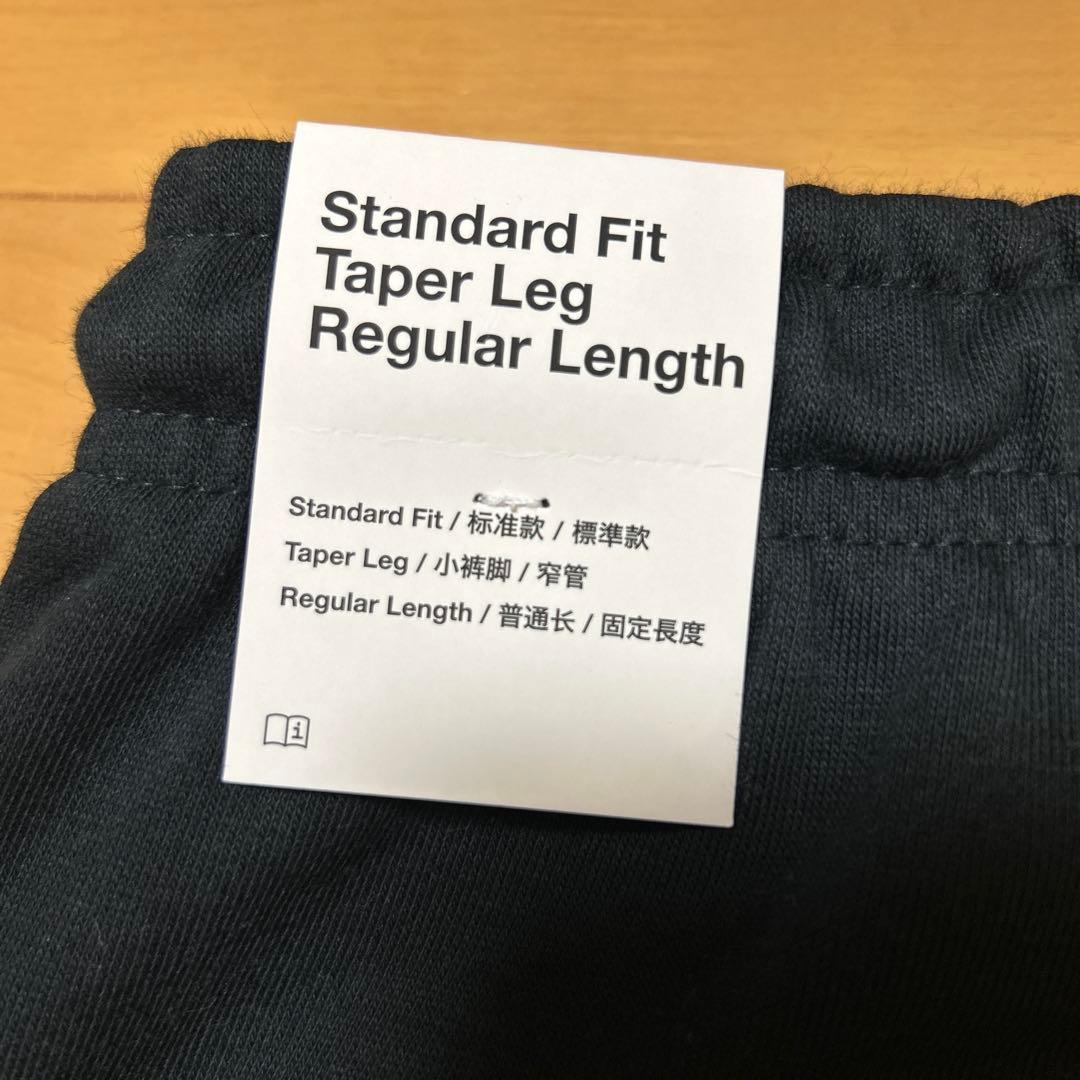 Standard Fit
Taper Leg
Regular Length
Standard Fit / 标准款 / 標準款
Taper Leg / 小裤脚 / 窄管
Regular Length / 普通长 / 固定長度
i